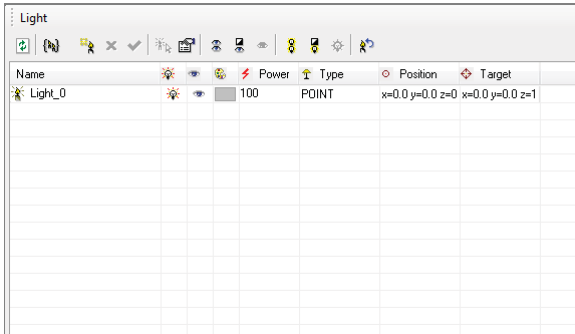 Light
Name Power Type Position Target
Light_0 100 POINT x=0.0 y=0.0 z=0 x=0.0 y=0.0 z=1